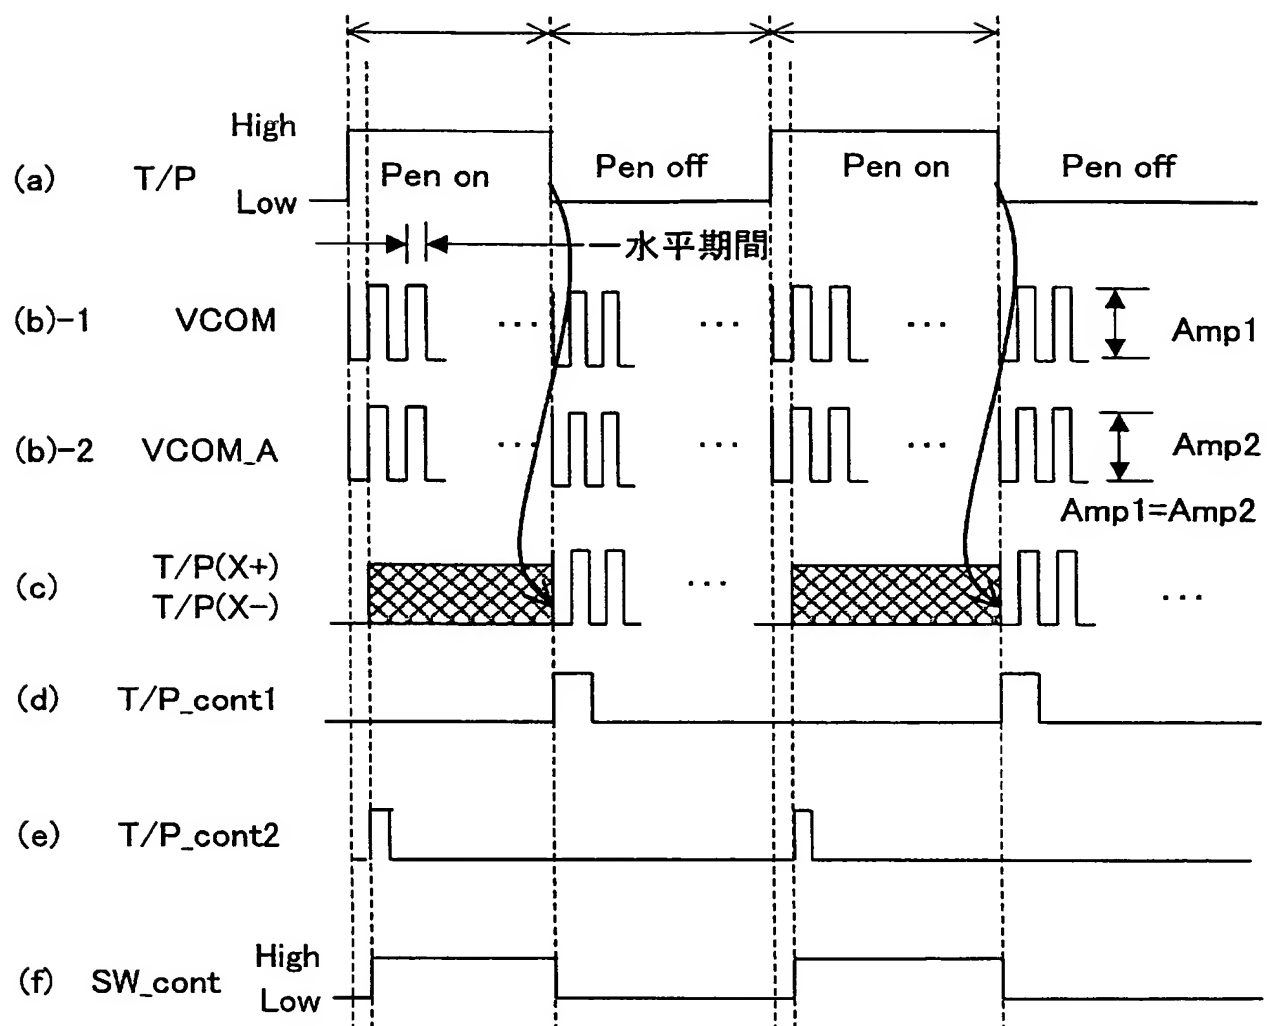 High
(a) T/P Pen on Pen off Pen on Pen off
Low
一水平期間
(b)-1 VCOM ... ... ... Amp1
(b)-2 VCOM_A ... ... ... Amp2
Amp1=Amp2
(c) T/P(X+) ... ...
T/P(X-)
(d) T/P_cont1
(e) T/P_cont2
High
(f) SW_cont
Low